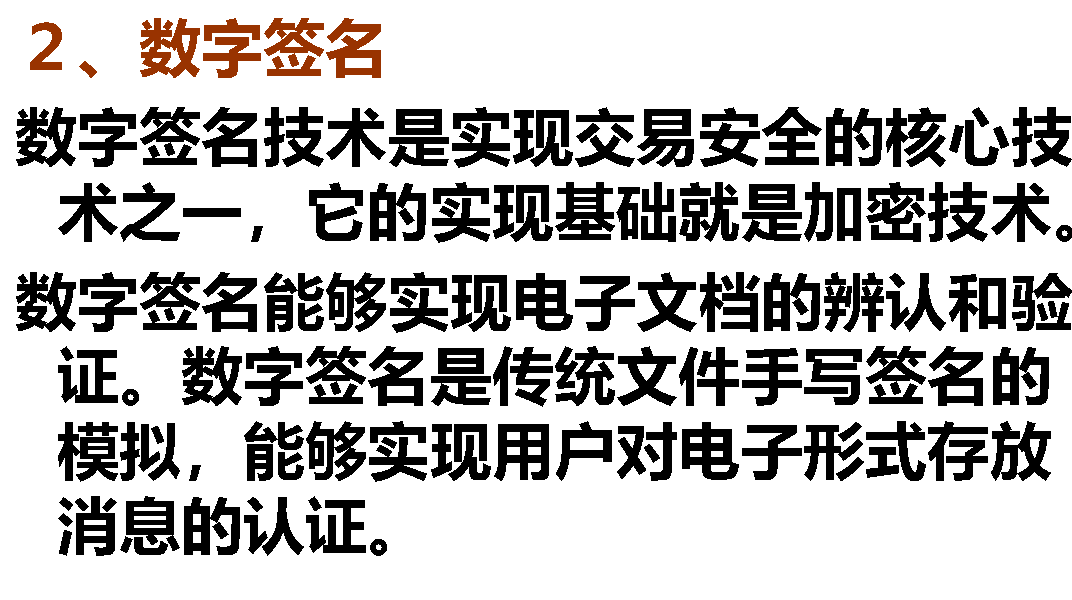 ２、数字签名
数字签名技术是实现交易安全的核心技
术之一，它的实现基础就是加密技术。
数字签名能够实现电子文档的辨认和验
证。数字签名是传统文件手写签名的
模拟，能够实现用户对电子形式存放
消息的认证。